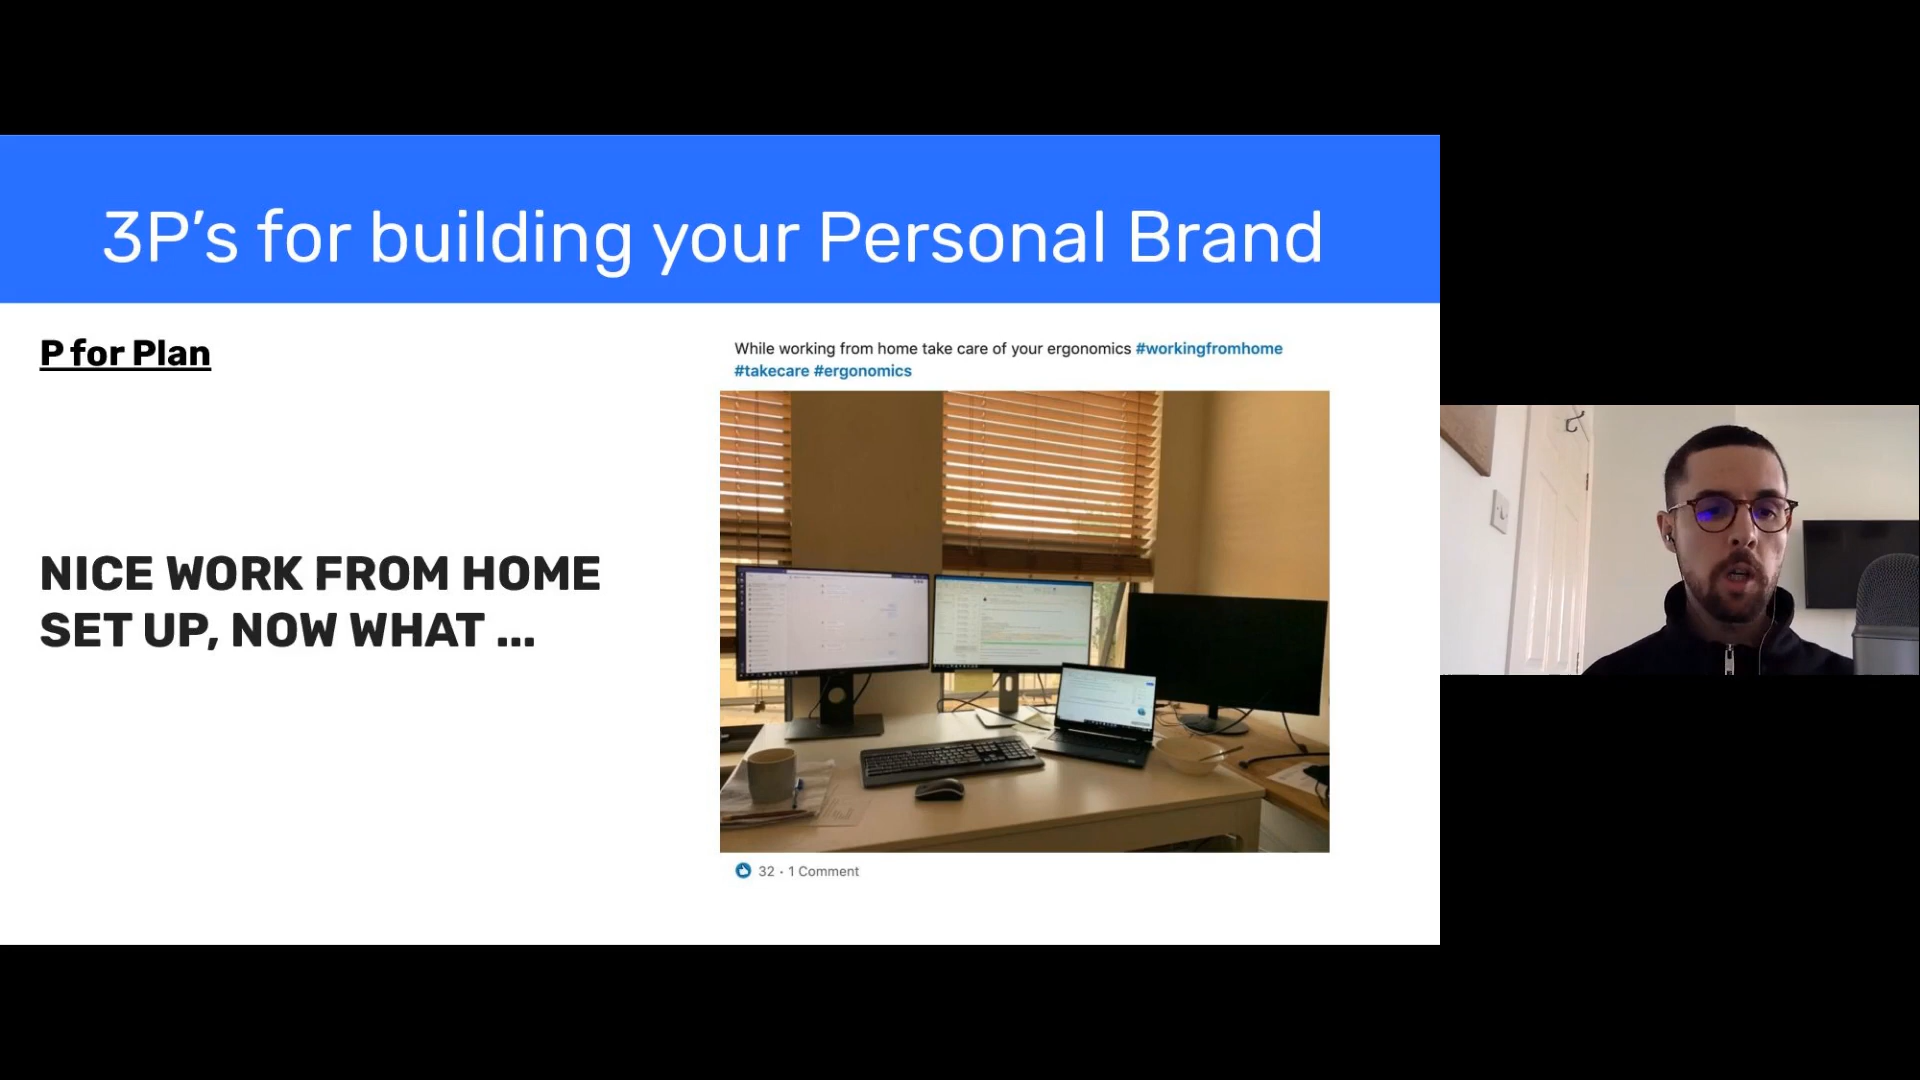 3P's for building your Personal Brand
P for Plan
NICE WORK FROM HOME
SET UP, NOW WHAT ...
While working from home take care of your ergonomics #workingfromhome
#takecare #ergonomics
32 · 1 Comment